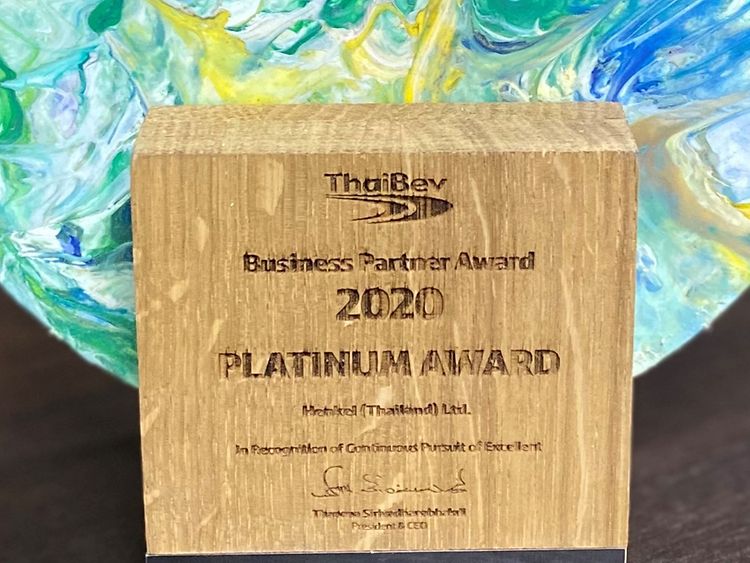 ThaiBev
Business Partner Award
2020
PLATINUM AWARD
Henkel (Thailand) Ltd.
In Recognition of Continuous Pursuit of Excellent
President & CEO